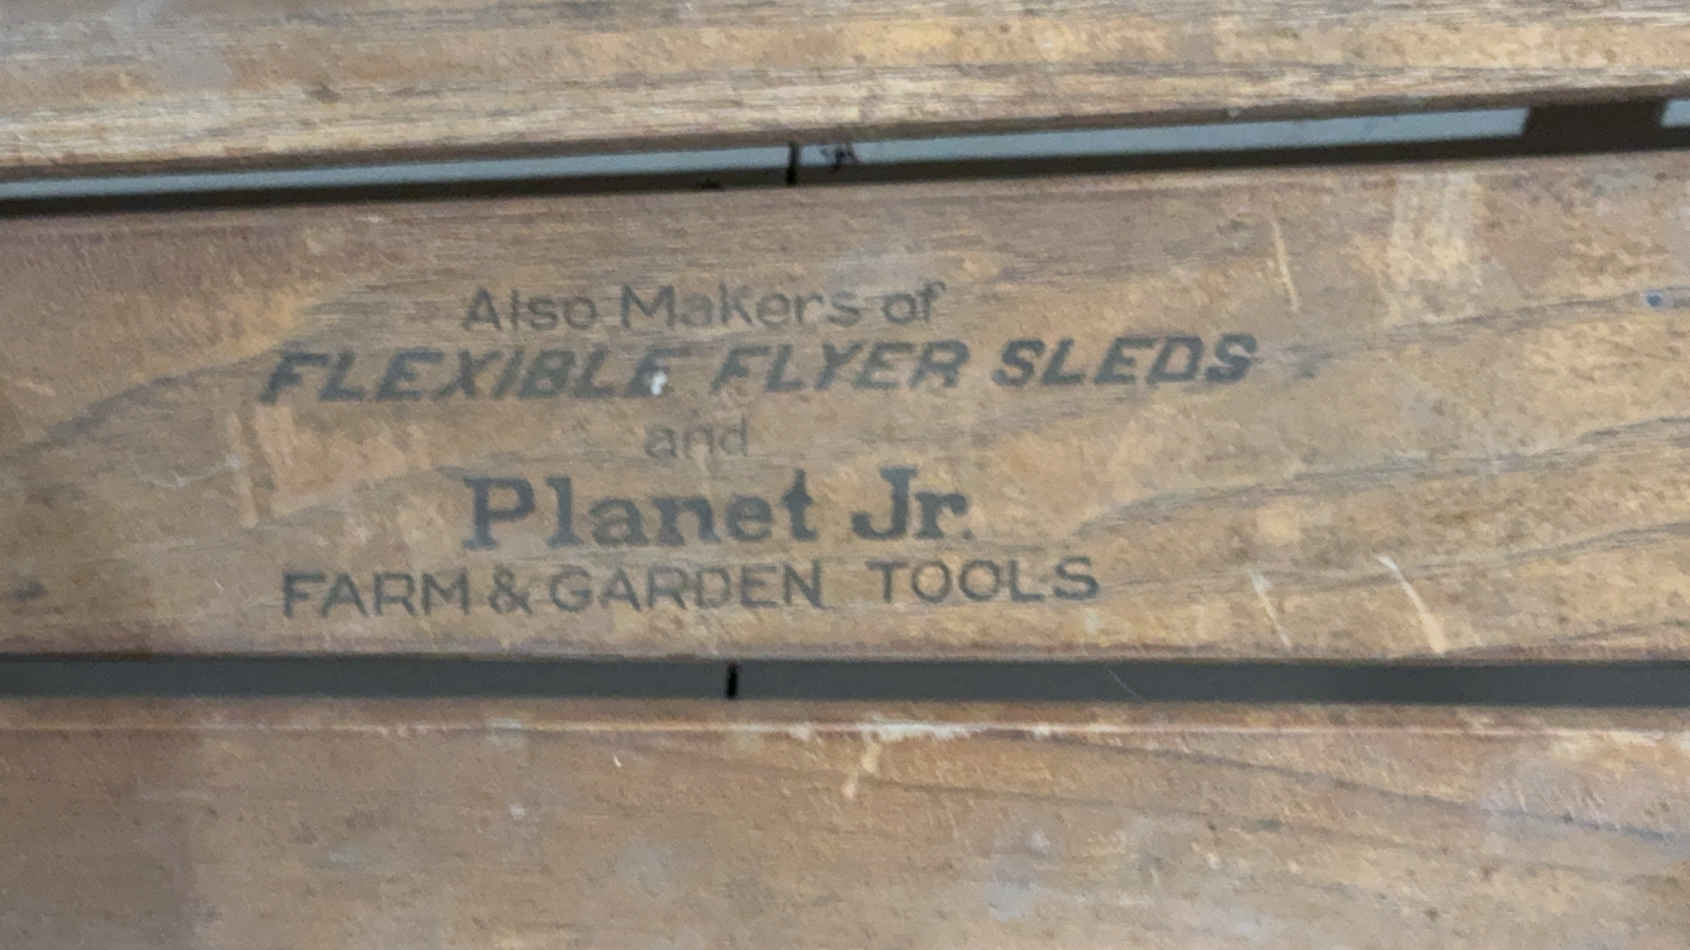 Also Makers of
FLEXIBLE FLYER SLEDS
and
Planet Jr.
FARM & GARDEN TOOLS